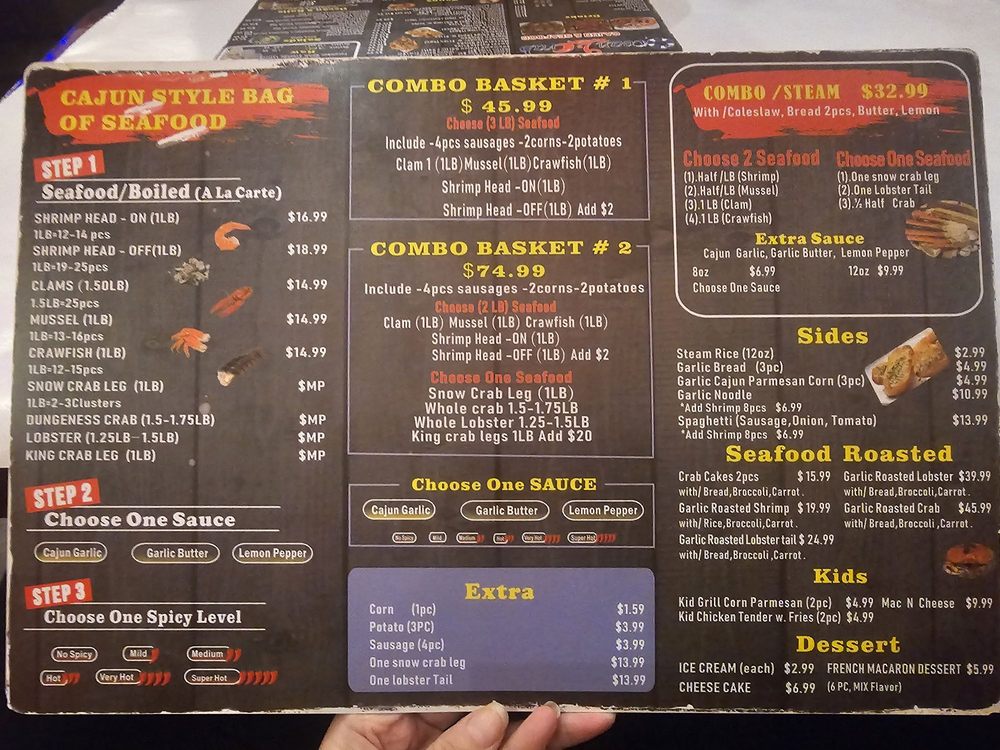 CAJUN STYLE BAG
OF SEAFOOD
STEP 1
Seafood/Boiled (A La Carte)
SHRIMP HEAD - ON (1LB) $16.99
1LB=12-14 pcs
SHRIMP HEAD - OFF(1LB) $18.99
1LB=19-25pcs
CLAMS (1.50LB) $14.99
1.5LB=25pcs
MUSSEL (1LB) $14.99
1LB=13-16pcs
CRAWFISH (1LB) $14.99
1LB=12-15pcs
SNOW CRAB LEG (1LB) $MP
1LB=2-3Clusters
DUNGENESS CRAB (1.5-1.75LB) $MP
LOBSTER (1.25LB-1.5LB) $MP
KING CRAB LEG (1LB) $MP
STEP 2
Choose One Sauce
Cajun Garlic Garlic Butter Lemon Pepper
STEP 3
Choose One Spicy Level
No Spicy Mild Medium
Hot Very Hot Super Hot
COMBO BASKET # 1
$ 45.99
Choose (3 LB) Seafood
Include -4pcs sausages -2corns-2potatoes
Clam 1 (1LB)Mussel(1LB)Crawfish(1LB)
Shrimp Head -ON(1LB)
Shrimp Head -OFF(1LB) Add $2
COMBO BASKET # 2
$74.99
Include -4pcs sausages -2corns-2potatoes
Choose (2 LB) Seafood
Clam (1LB) Mussel (1LB) Crawfish (1LB)
Shrimp Head -ON (1LB)
Shrimp Head -OFF (1LB) Add $2
Choose One Seafood
Snow Crab Leg (1LB)
Whole crab 1.5-1.75LB
Whole Lobster 1.25-1.5LB
King crab legs 1LB Add $20
Choose One SAUCE
Cajun Garlic Garlic Butter Lemon Pepper
No Spicy Mild Medium Hot Very Hot Super Hot
Extra
Corn (1pc) $1.59
Potato (3PC) $3.99
Sausage (4pc) $3.99
One snow crab leg $13.99
One lobster Tail $13.99
COMBO /STEAM $32.99
With /Coleslaw, Bread 2pcs, Butter, Lemon
Choose 2 Seafood
(1).Half/LB (Shrimp)
(2).Half/LB (Mussel)
(3).1 LB (Clam)
(4).1 LB (Crawfish)
Choose One Seafood
(1).One snow crab leg
(2).One Lobster Tail
(3).½ Half Crab
Extra Sauce
Cajun Garlic, Garlic Butter, Lemon Pepper
8oz $6.99 12oz $9.99
Choose One Sauce
Sides
Steam Rice (12oz) $2.99
Garlic Bread (3pc) $4.99
Garlic Cajun Parmesan Corn (3pc) $4.99
Garlic Noodle $10.99
*Add Shrimp 8pcs $6.99
Spaghetti (Sausage,Onion, Tomato) $13.99
*Add Shrimp 8pcs $6.99
Seafood Roasted
Crab Cakes 2pcs $15.99
with/ Bread,Broccoli,Carrot.
Garlic Roasted Shrimp $19.99
with/Rice,Broccoli,Carrot.
Garlic Roasted Lobster tail $24.99
with/Bread,Broccoli,Carrot.
Garlic Roasted Lobster $39.99
with/ Bread,Broccoli,Carrot.
Garlic Roasted Crab $45.99
with/ Bread,Broccoli,Carrot.
Kids
Kid Grill Corn Parmesan (2pc) $4.99 Mac N Cheese $9.99
Kid Chicken Tender w. Fries (2pc) $4.99
Dessert
ICE CREAM (each) $2.99 FRENCH MACARON DESSERT $5.99
CHEESE CAKE $6.99 (6 PC, MIX Flavor)